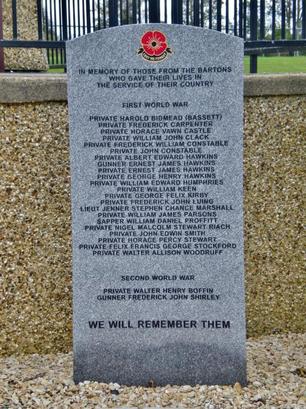 IN MEMORY OF THOSE FROM THE BARTONS
WHO GAVE THEIR LIVES IN
THE SERVICE OF THEIR COUNTRY
FIRST WORLD WAR
PRIVATE HAROLD BIDMEAD (BASSETT)
PRIVATE FREDERICK CARPENTER
PRIVATE HORACE VAWN CASTLE
PRIVATE WILLIAM JOHN CLACK
PRIVATE FREDERICK WILLIAM CONSTABLE
PRIVATE JOHN CONSTABLE
PRIVATE ALBERT EDWARD HAWKINS
GUNNER ERNEST JAMES HAWKINS
PRIVATE ERNEST JAMES HAWKINS
PRIVATE GEORGE HENRY HAWKINS
PRIVATE WILLIAM EDWARD HUMPHRIES
PRIVATE WILLIAM KEEN
PRIVATE GEORGE FELIX KIRBY
PRIVATE FREDERICK JOHN LUING
LIEUT JENNER STEPHEN CHANCE MARSHALL
PRIVATE WILLIAM JAMES PARSONS
SAPPER WILLIAM DANIEL PROFFITT
PRIVATE NIGEL MALCOLM STEWART RIACH
PRIVATE JOHN EDWIN SMITH
PRIVATE HORACE PERCY STEWART
PRIVATE FELIX FRANCIS GEORGE STOCKFORD
PRIVATE WALTER ALLISON WOODRUFF
SECOND WORLD WAR
PRIVATE WALTER HENRY BOFFIN
GUNNER FREDERICK JOHN SHIRLEY
WE WILL REMEMBER THEM